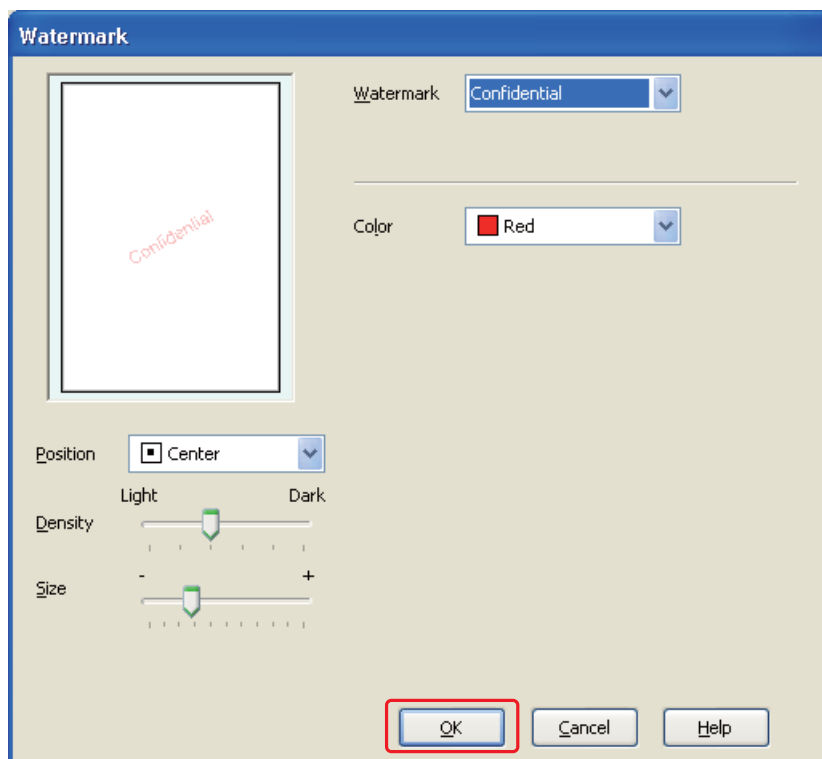 Watermark
Watermark Confidential
Confidential
Color Red
Position Center
Light Dark
Density
- +
Size
OK Cancel Help